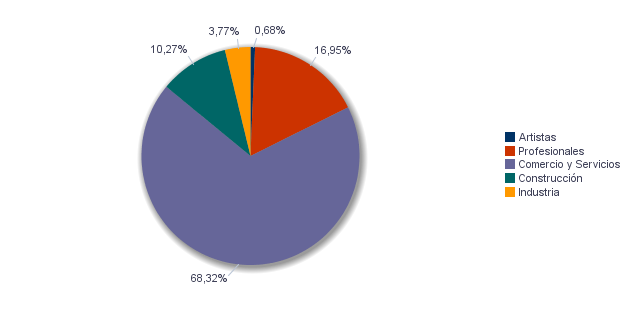 3,77%
0,68%
10,27%
16,95%
68,32%
Artistas
Profesionales
Comercio y Servicios
Construcción
Industria